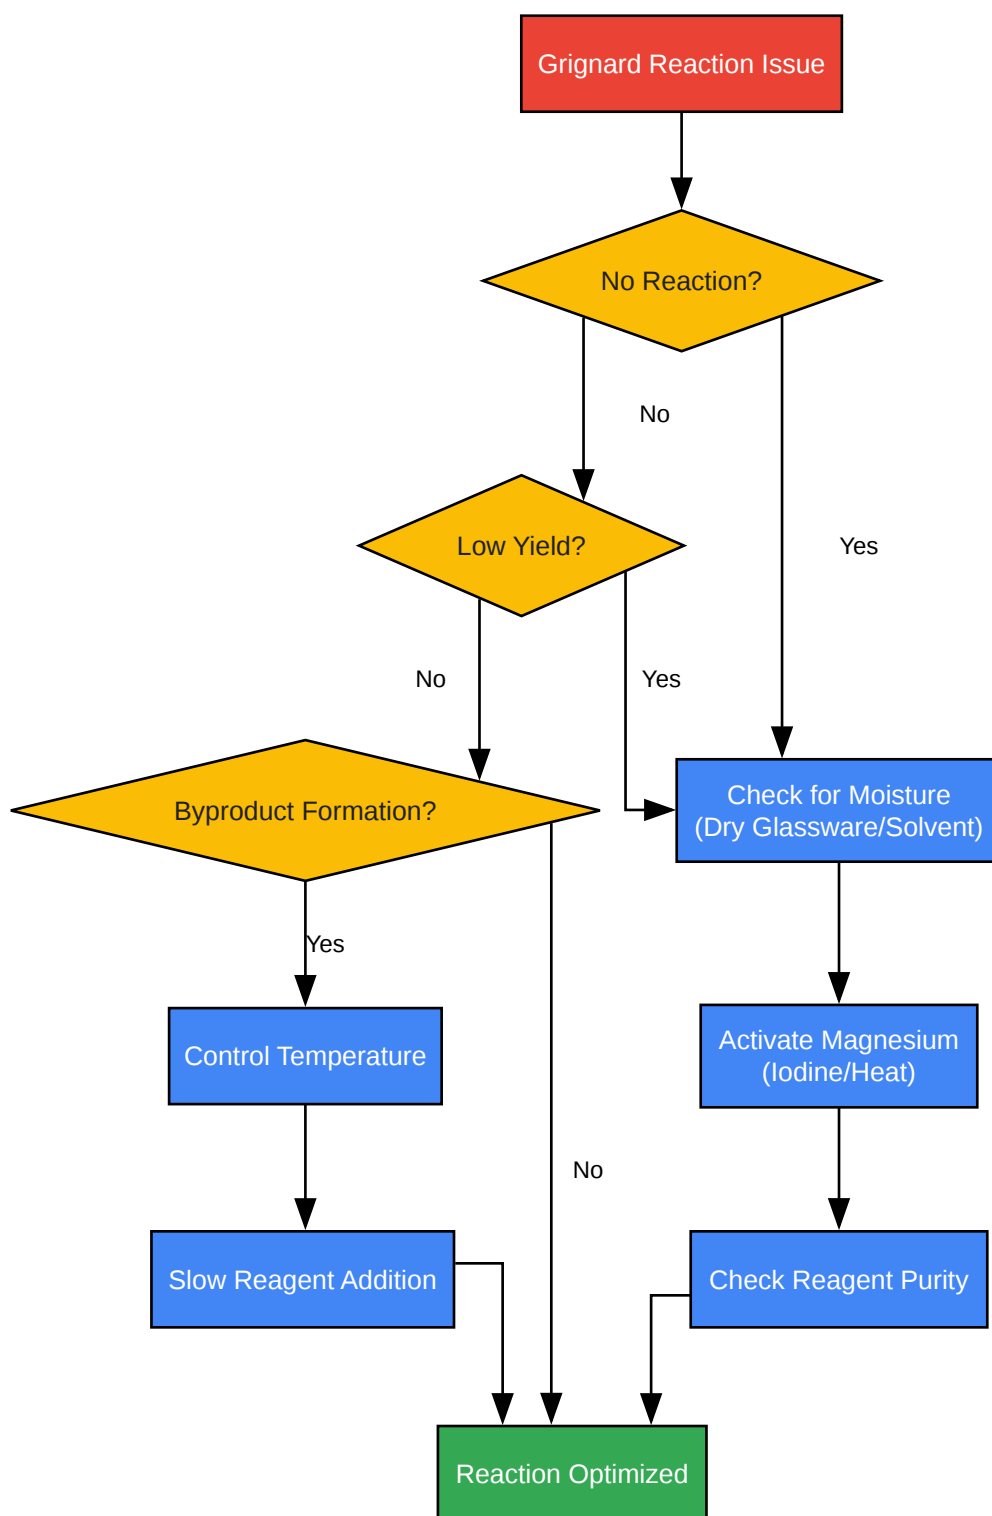 Grignard Reaction Issue
No Reaction?
No
Low Yield?
Yes
No
Yes
Check for Moisture
(Dry Glassware/Solvent)
Byproduct Formation?
Yes
Activate Magnesium
(Iodine/Heat)
Control Temperature
No
Slow Reagent Addition
Check Reagent Purity
Reaction Optimized